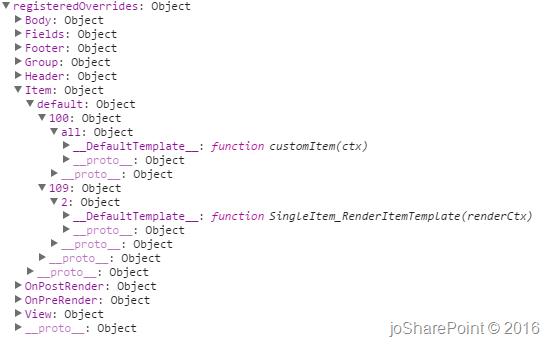 ▼registeredOverrides: Object
▶Body: Object
▶Fields: Object
▶Footer: Object
▶Group: Object
▶Header: Object
▼Item: Object
▼default: Object
▼100: Object
▼all: Object
▶__DefaultTemplate__: function customItem(ctx)
▶__proto__: Object
▶__proto__: Object
▼109: Object
▼2: Object
▶__DefaultTemplate__: function SingleItem_RenderItemTemplate(renderCtx)
▶__proto__: Object
▶__proto__: Object
▶__proto__: Object
▶__proto__: Object
▶OnPostRender: Object
▶OnPreRender: Object
▶View: Object
▶__proto__: Object
joSharePoint © 2016